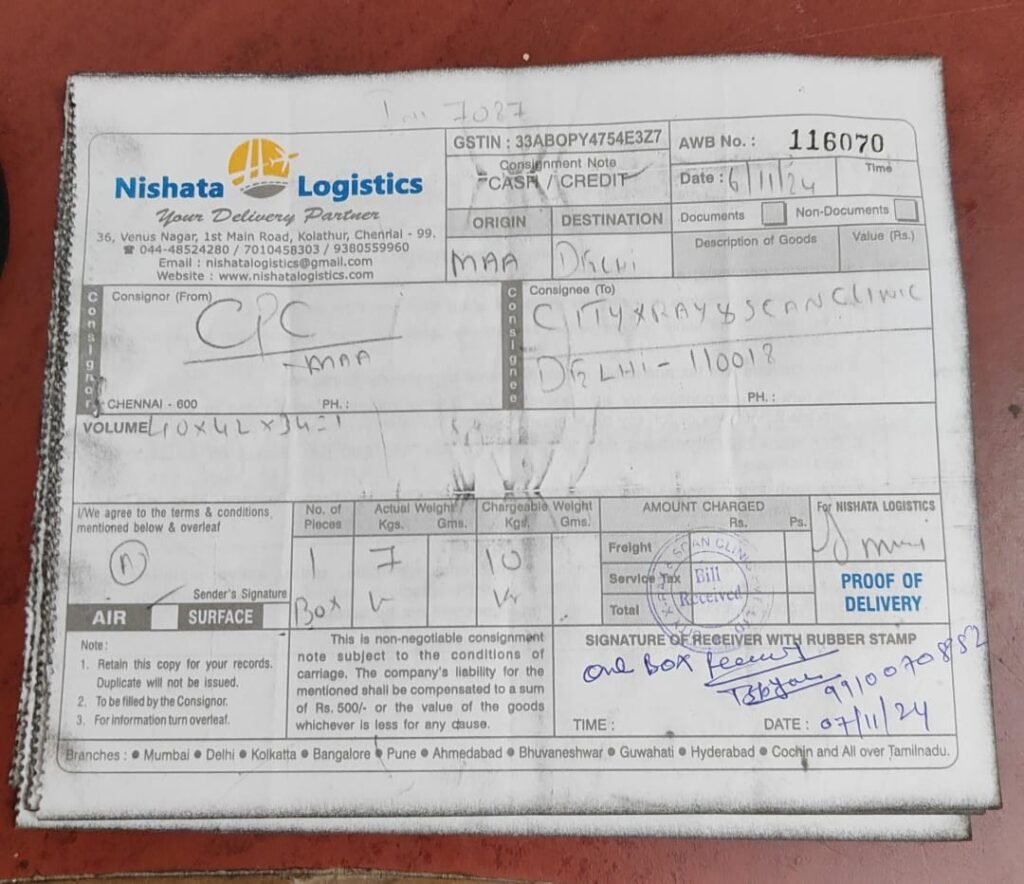 Inv 7087
Nishata Logistics
Your Delivery Partner
36, Venus Nagar, 1st Main Road, Kolathur, Chennai - 99.
☎ 044-48524280 / 7010458303 / 9380559960
Email : nishatalogistics@gmail.com
Website : www.nishatalogistics.com
GSTIN : 33ABOPY4754E3Z7
Consignment Note
CASH / CREDIT
AWB No. : 116070
Date : 6/11/24
Time
ORIGIN
DESTINATION
MAA
DELHI
Documents
Non-Documents
Description of Goods
Value (Rs.)
Consignor
Consignor (From)
CPC
-MAA
CHENNAI - 600
PH. :
Consignee
Consignee (To)
CITY XRAY & SCAN CLINIC
DELHI - 110018
PH. :
VOLUME 40x42x34=1
I/We agree to the terms & conditions
mentioned below & overleaf
A
Sender's Signature
AIR
SURFACE
No. of Pieces
Actual Weight
Kgs. Gms.
Chargeable Weight
Kgs. Gms.
1
7
10
Box
AMOUNT CHARGED
Rs. Ps.
Freight
Service Tax
Total
SCAN CLINIC
Bill
Received
For NISHATA LOGISTICS
PROOF OF
DELIVERY
Note :
1. Retain this copy for your records.
Duplicate will not be issued.
2. To be filled by the Consignor.
3. For information turn overleaf.
This is non-negotiable consignment
note subject to the conditions of
carriage. The company's liability for the
mentioned shall be compensated to a sum
of Rs. 500/- or the value of the goods
whichever is less for any clause.
SIGNATURE OF RECEIVER WITH RUBBER STAMP
one Box
9910070852
TIME :
DATE : 07/11/24
Branches : ● Mumbai ● Delhi ● Kolkatta ● Bangalore ● Pune ● Ahmedabad ● Bhuvaneshwar ● Guwahati ● Hyderabad ● Cochin and All over Tamilnadu.